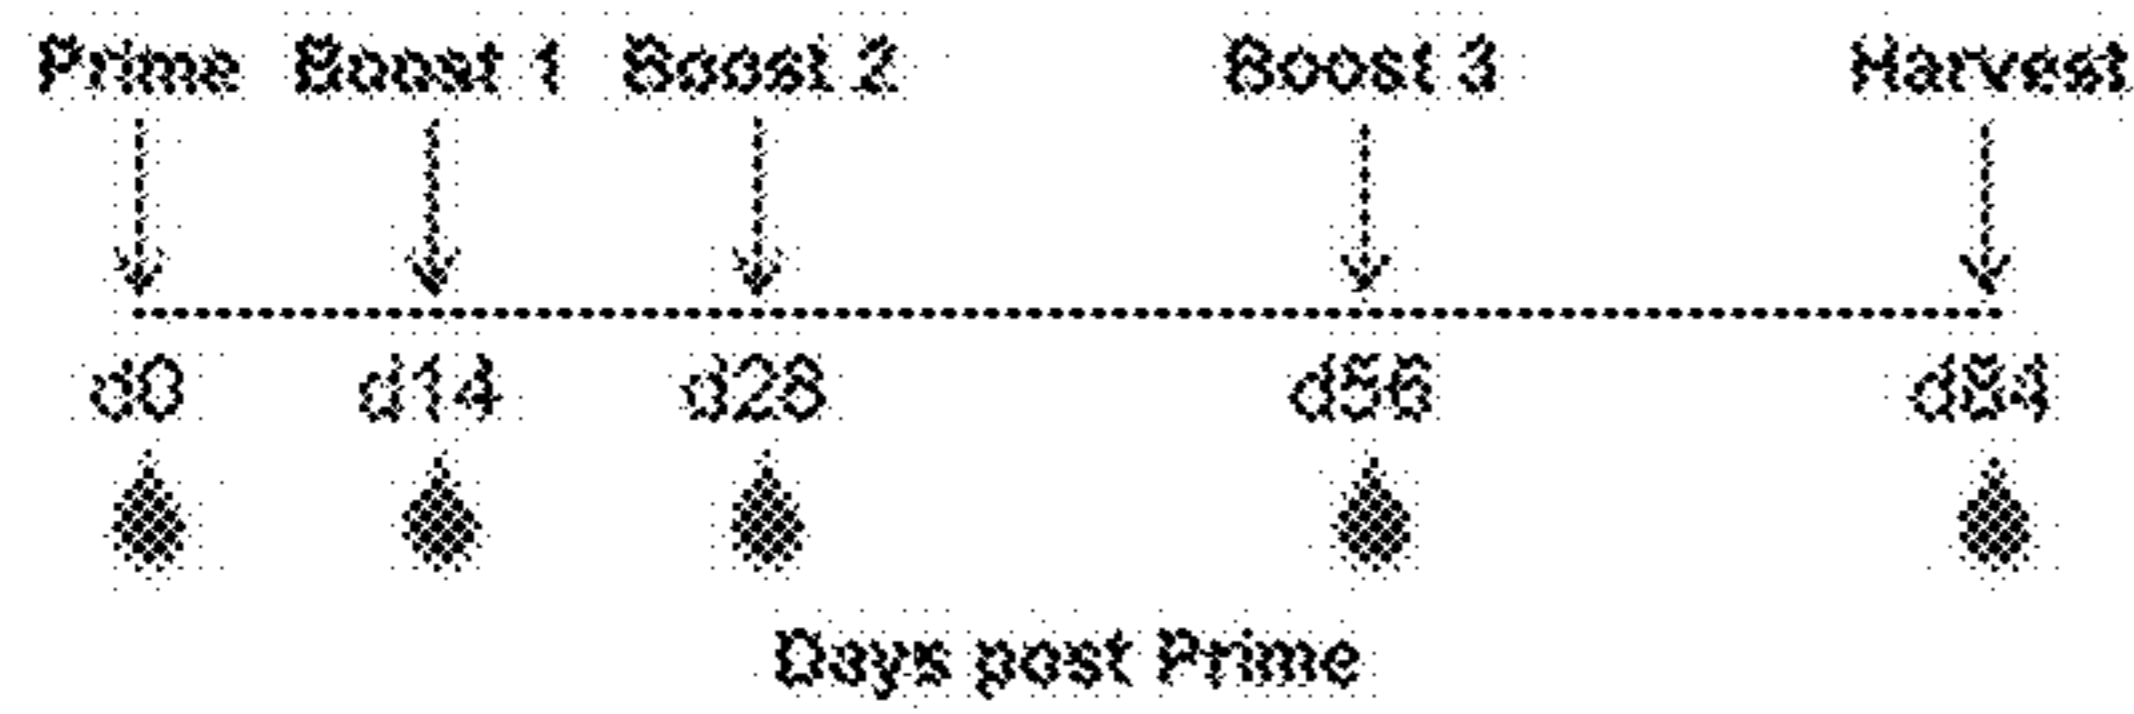 Prime Boost 1 Boost 2 Boost 3 Harvest
d0 d14 d28 d56 d84
Days post Prime